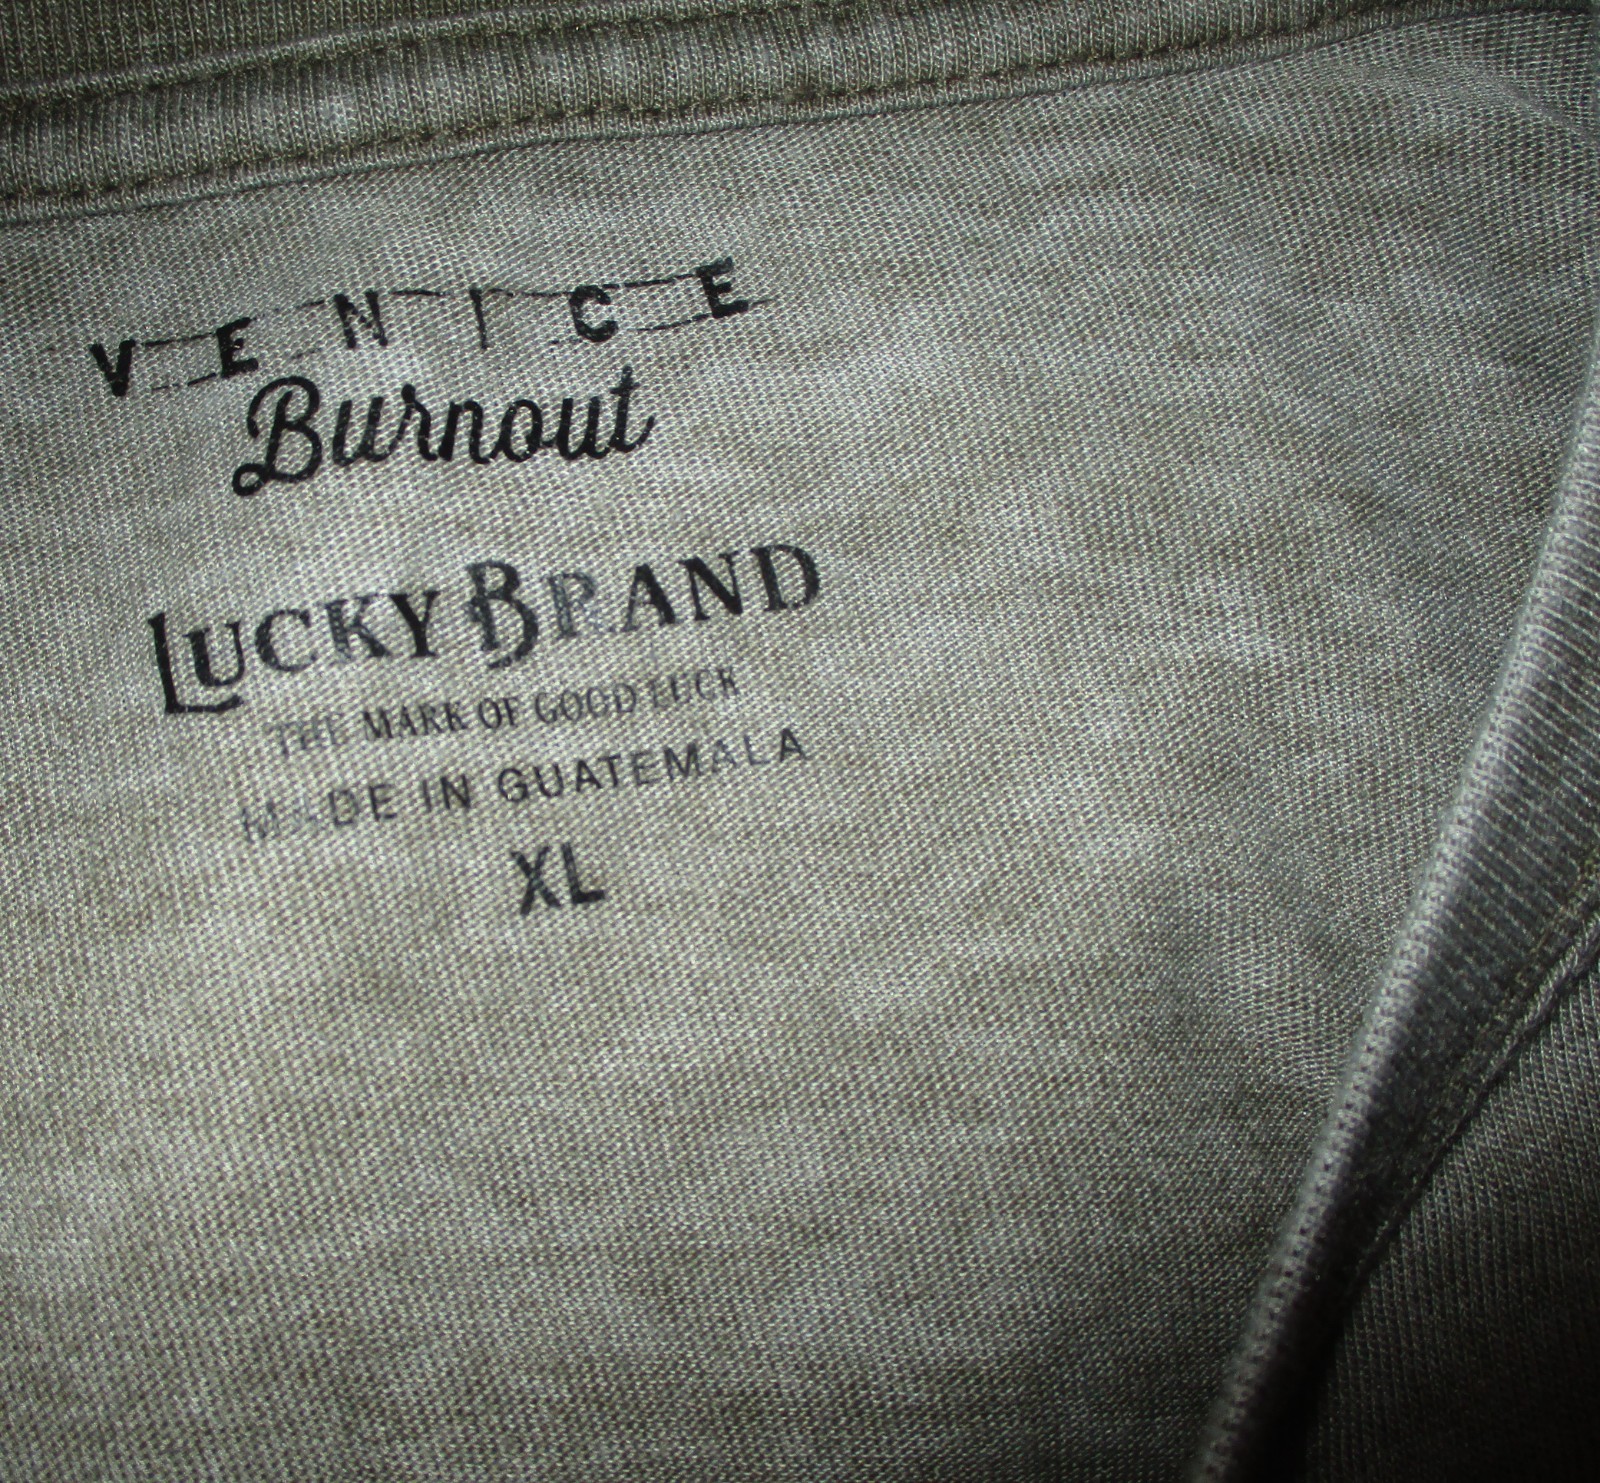 VENICE
Burnout
LUCKY BRAND
THE MARK OF GOOD LUCK
MADE IN GUATEMALA
XL